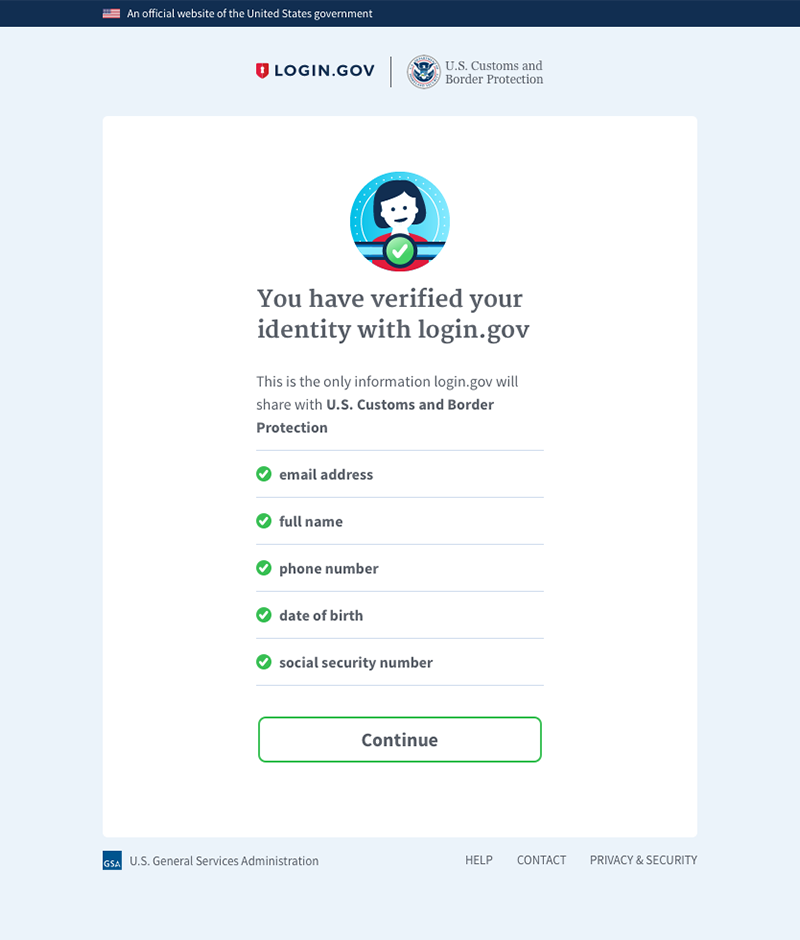 An official website of the United States government
LOGIN.GOV
U.S. Customs and
Border Protection
You have verified your
identity with login.gov
This is the only information login.gov will
share with U.S. Customs and Border
Protection
email address
full name
phone number
date of birth
social security number
Continue
GSA
U.S. General Services Administration
HELP
CONTACT
PRIVACY & SECURITY